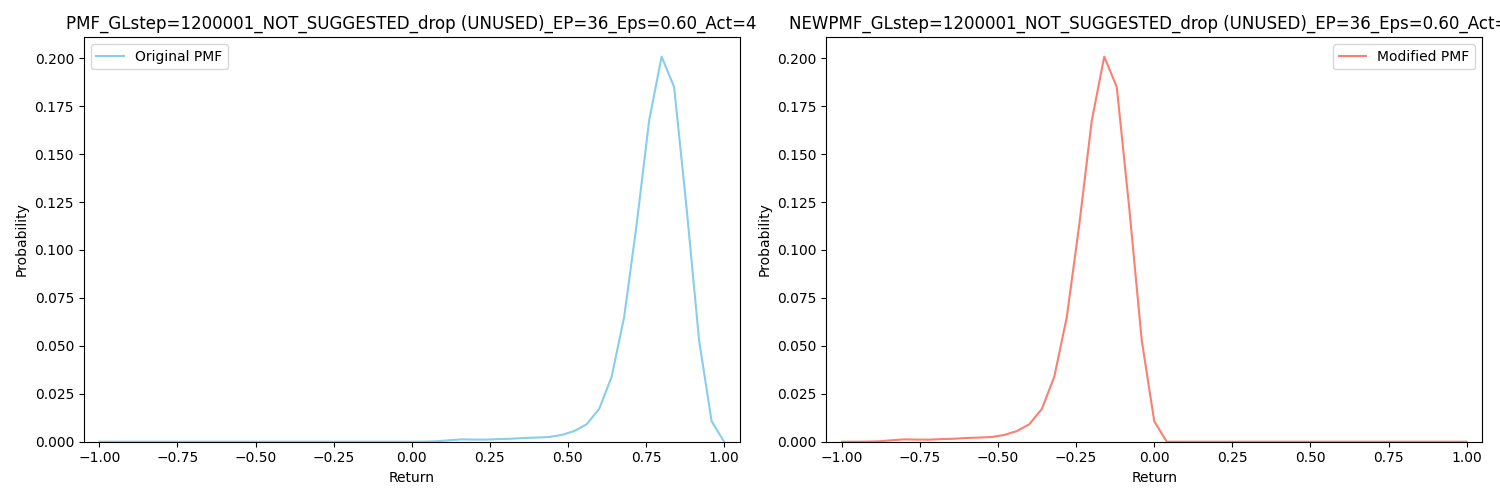 PMF_GLstep=1200001_NOT_SUGGESTED_drop (UNUSED)_EP=36_Eps=0.60_Act=4
Original PMF
Probability
0.200
0.175
0.150
0.125
0.100
0.075
0.050
0.025
0.000
−1.00 −0.75 −0.50 −0.25 0.00 0.25 0.50 0.75 1.00
Return
NEWPMF_GLstep=1200001_NOT_SUGGESTED_drop (UNUSED)_EP=36_Eps=0.60_Act=
Modified PMF
Probability
0.200
0.175
0.150
0.125
0.100
0.075
0.050
0.025
0.000
−1.00 −0.75 −0.50 −0.25 0.00 0.25 0.50 0.75 1.00
Return